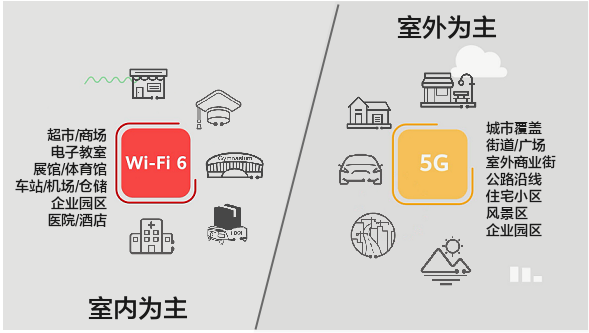 室外为主
超市/商场
电子教室
展馆/体育馆
车站/机场/仓储
企业园区
医院/酒店
Wi-Fi 6
Gymnasium
5G
城市覆盖
街道/广场
室外商业街
公路沿线
住宅小区
风景区
企业园区
室内为主